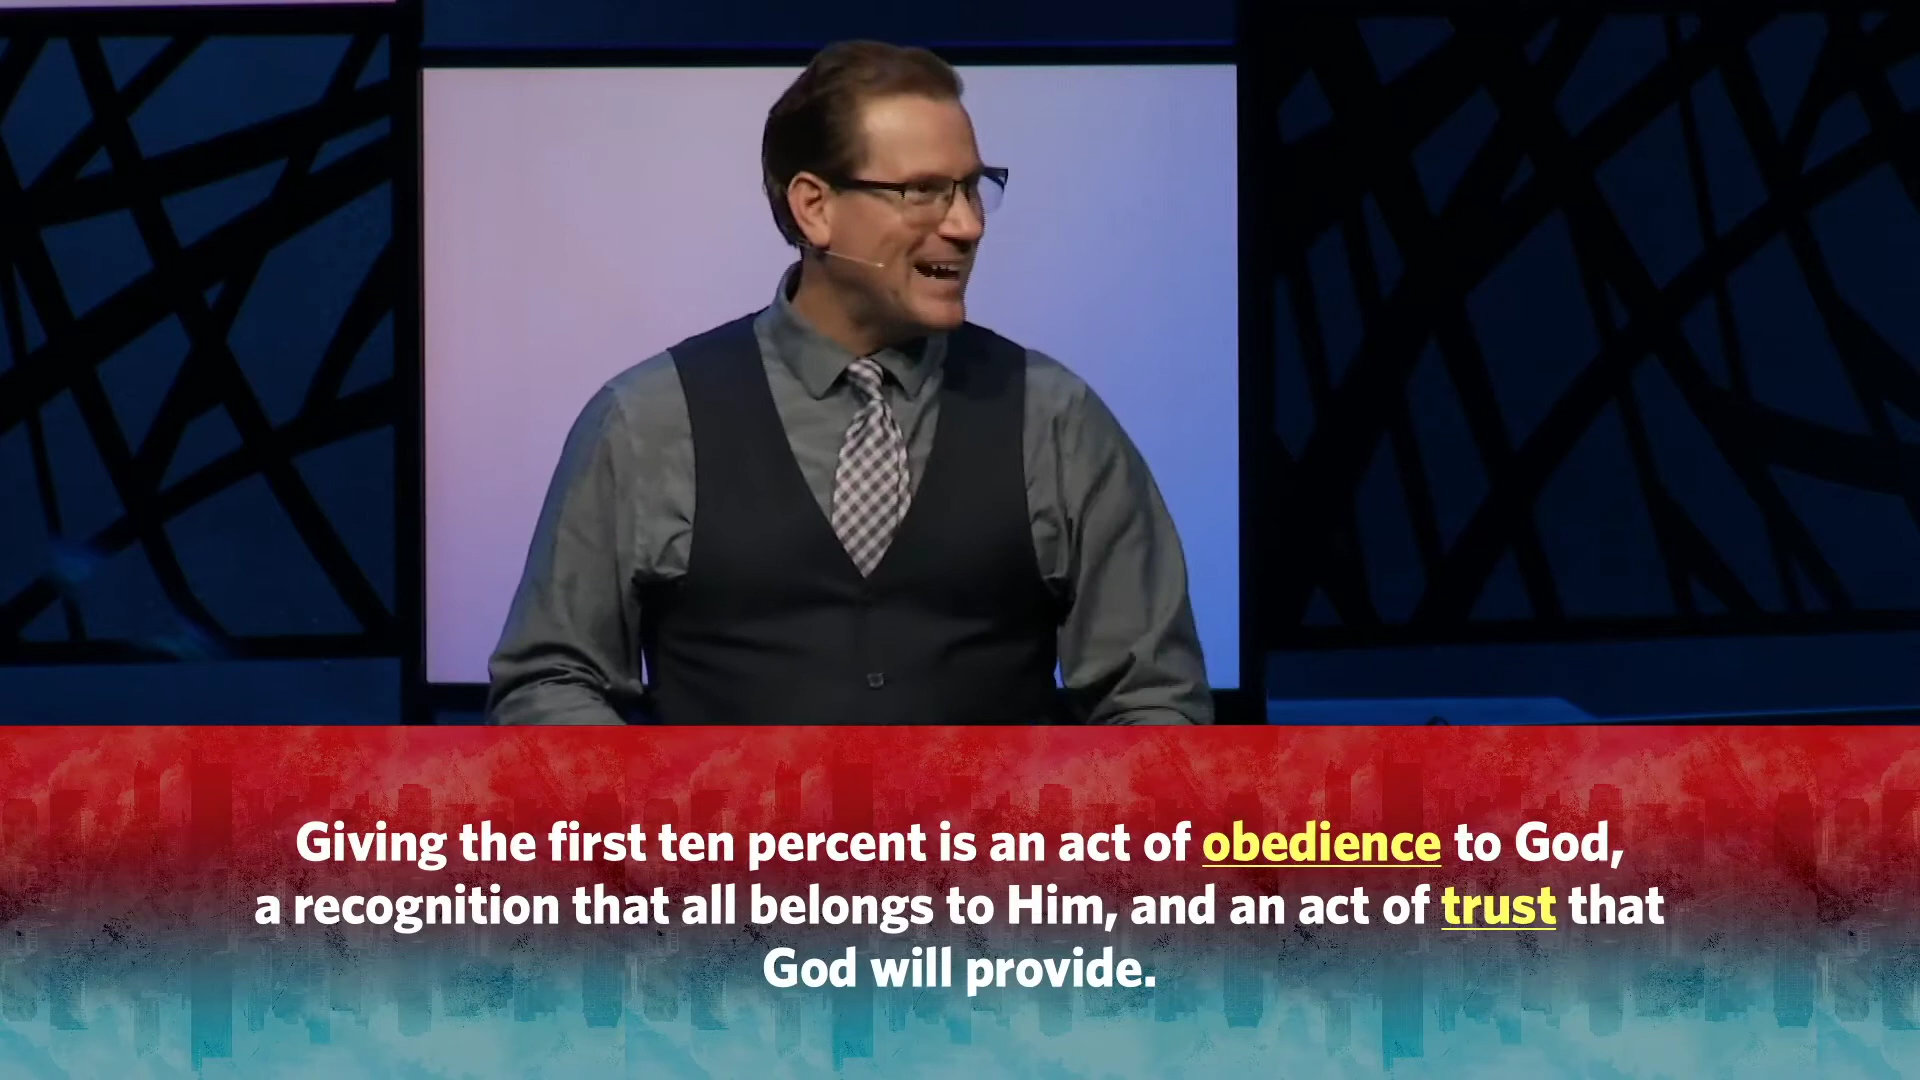 Giving the first ten percent is an act of obedience to God,
a recognition that all belongs to Him, and an act of trust that
God will provide.